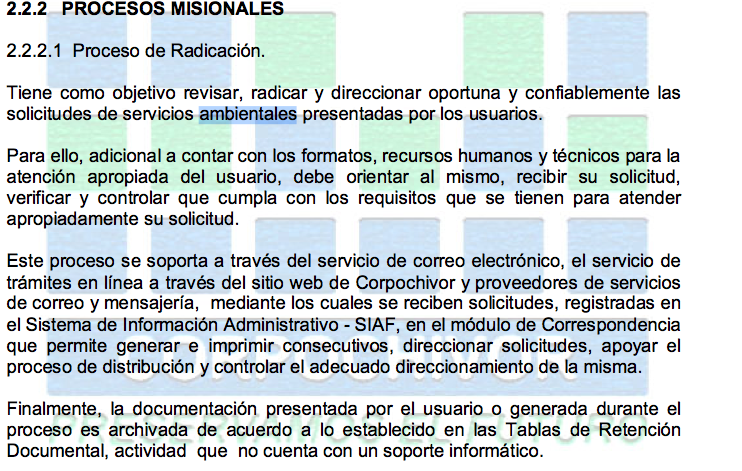 2.2.2 PROCESOS MISIONALES
2.2.2.1 Proceso de Radicación.
Tiene como objetivo revisar, radicar y direccionar oportuna y confiablemente las
solicitudes de servicios ambientales presentadas por los usuarios.
Para ello, adicional a contar con los formatos, recursos humanos y técnicos para la
atención apropiada del usuario, debe orientar al mismo, recibir su solicitud,
verificar y controlar que cumpla con los requisitos que se tienen para atender
apropiadamente su solicitud.
Este proceso se soporta a través del servicio de correo electrónico, el servicio de
trámites en línea a través del sitio web de Corpochivor y proveedores de servicios
de correo y mensajería, mediante los cuales se reciben solicitudes, registradas en
el Sistema de Información Administrativo - SIAF, en el módulo de Correspondencia
que permite generar e imprimir consecutivos, direccionar solicitudes, apoyar el
proceso de distribución y controlar el adecuado direccionamiento de la misma.
CORPOCHIVOR
Finalmente, la documentación presentada por el usuario o generada durante el
proceso es archivada de acuerdo a lo establecido en las Tablas de Retención
Documental, actividad que no cuenta con un soporte informático.
PRESERVAMOS EL FUTURO